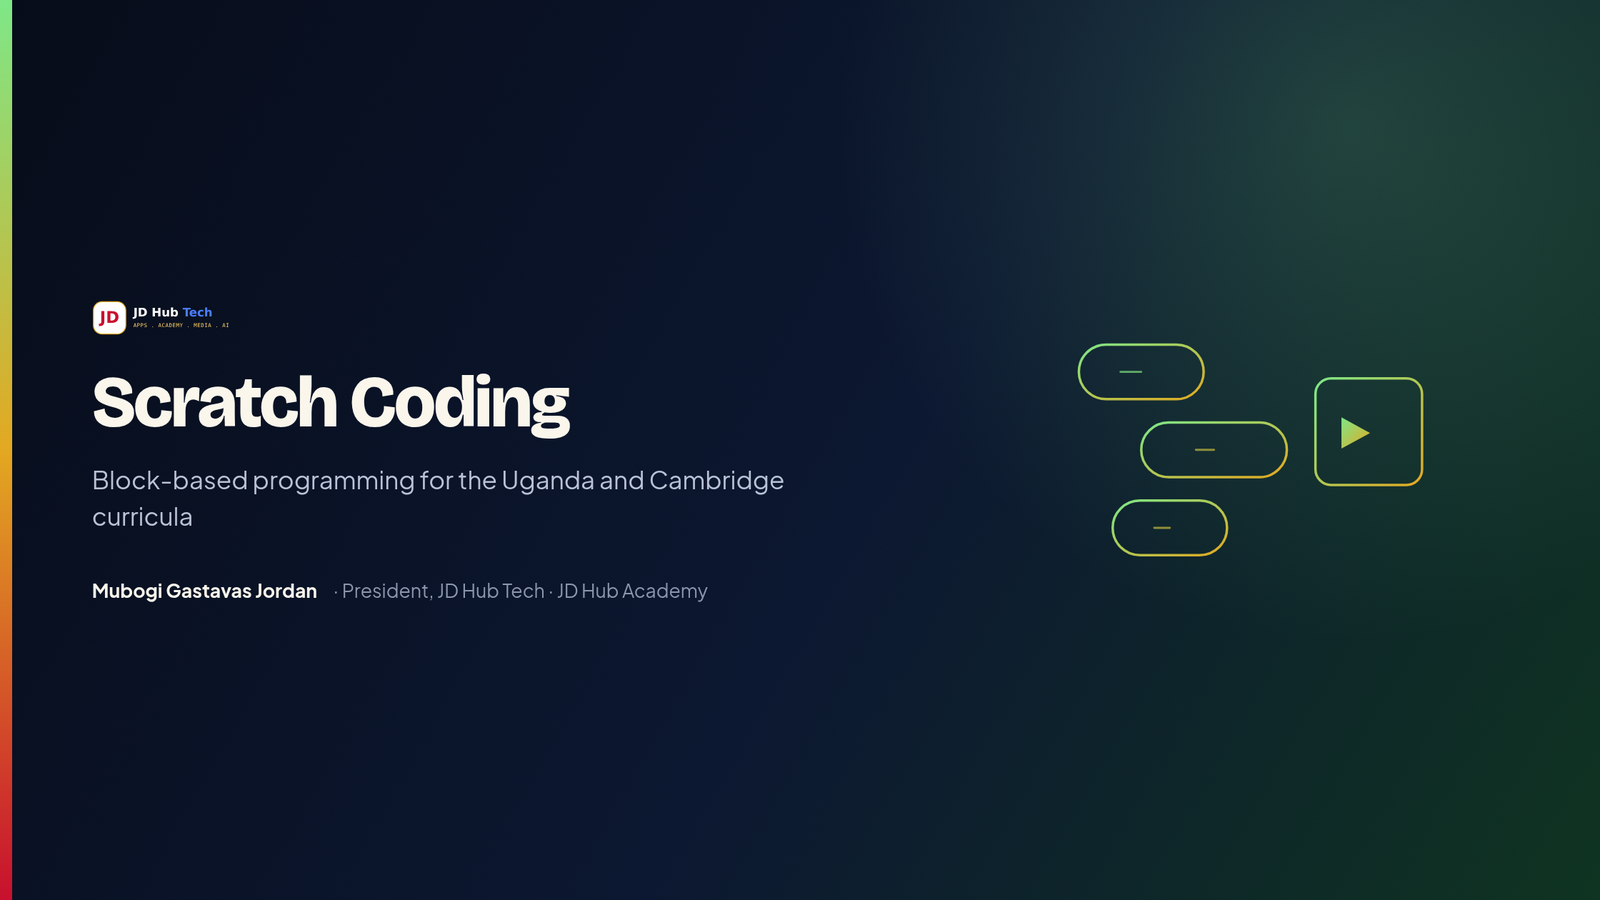 JD
JD Hub Tech
APPS . ACADEMY . MEDIA . AI
Scratch Coding
Block-based programming for the Uganda and Cambridge
curricula
Mubogi Gastavas Jordan · President, JD Hub Tech · JD Hub Academy